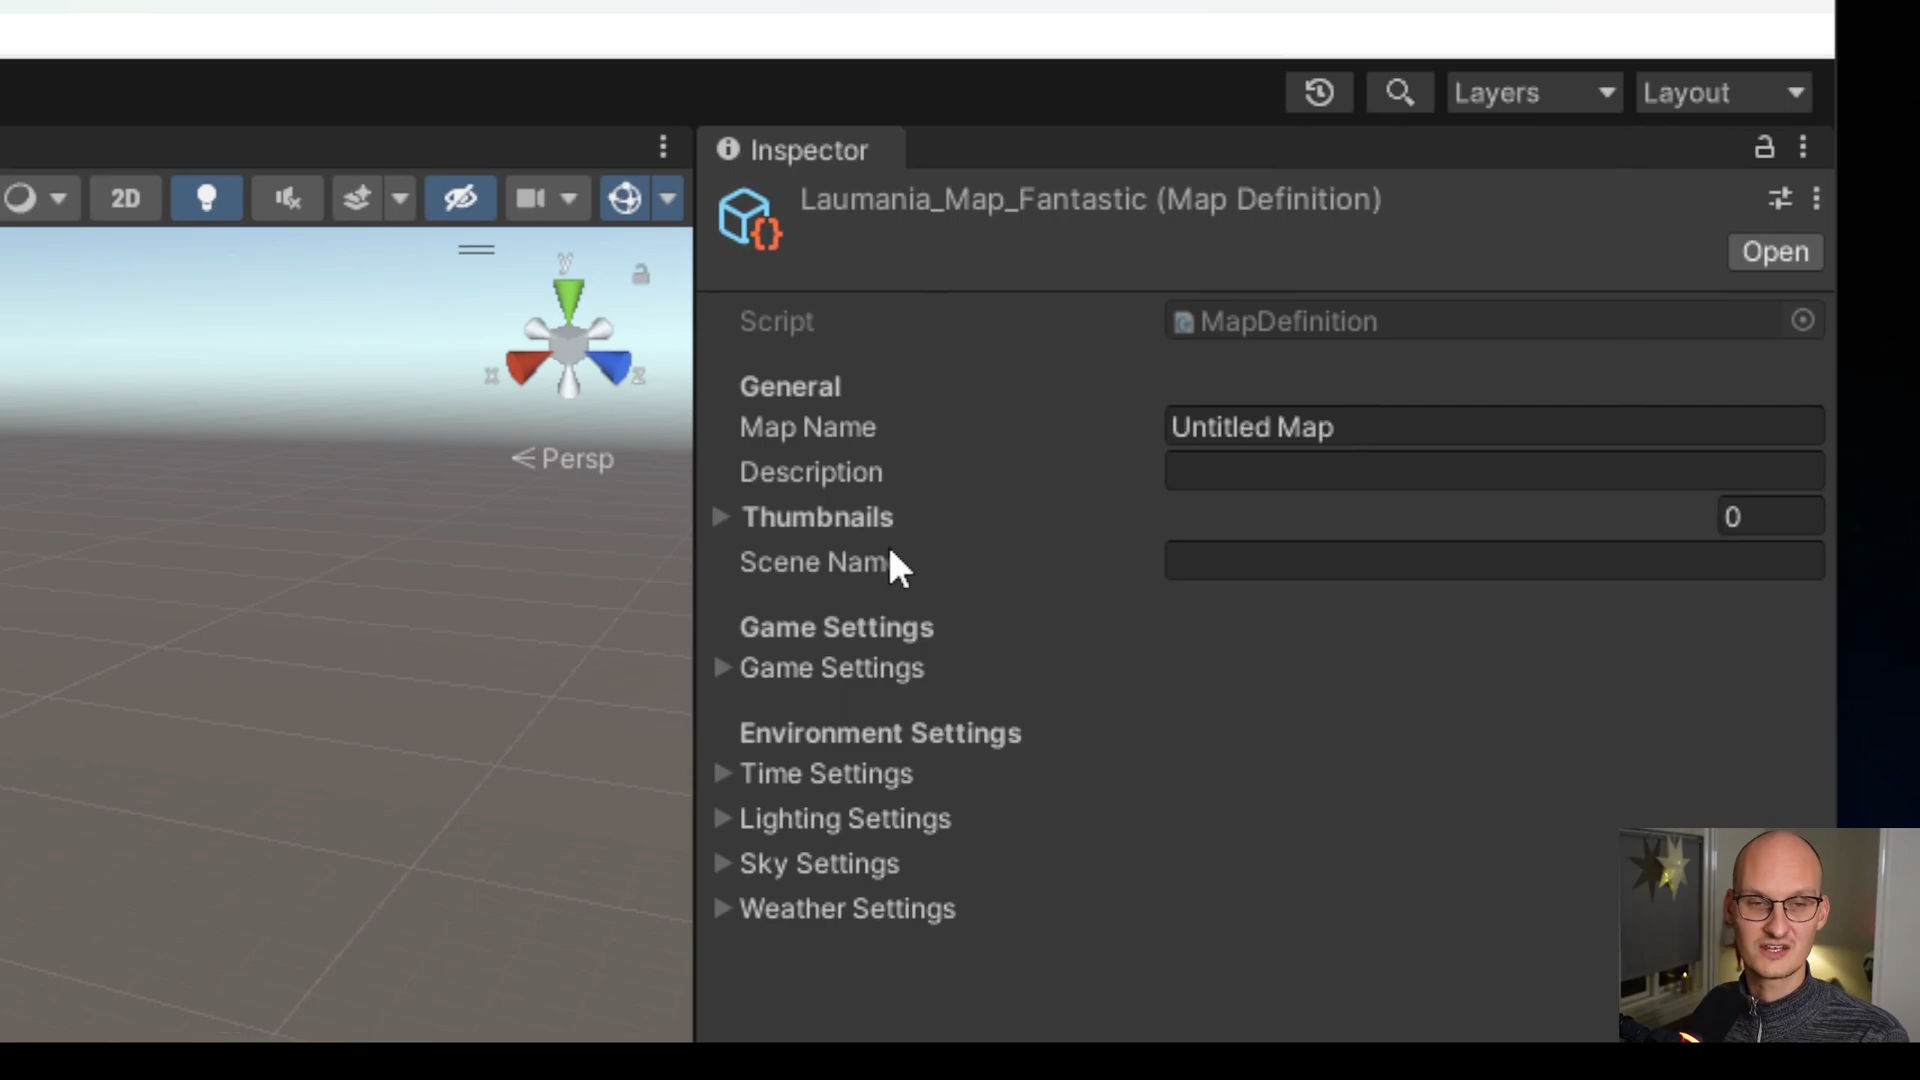 Layers
Layout
Inspector
2D
Laumania_Map_Fantastic (Map Definition)
Open
y
x
z
Persp
Script
MapDefinition
General
Map Name
Untitled Map
Description
Thumbnails
0
Scene Nam
Game Settings
Game Settings
Environment Settings
Time Settings
Lighting Settings
Sky Settings
Weather Settings